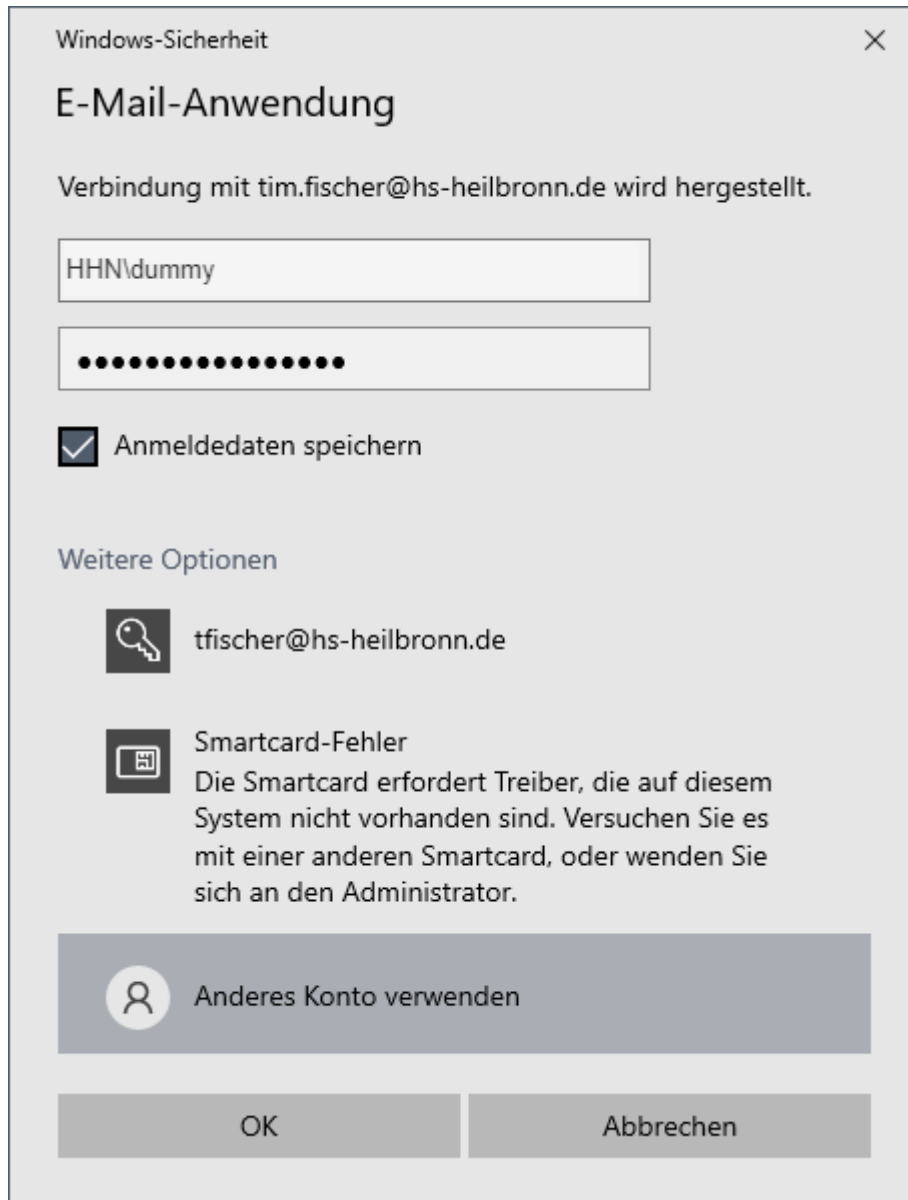 Windows-Sicherheit
E-Mail-Anwendung
Verbindung mit tim.fischer@hs-heilbronn.de wird hergestellt.
HHN\dummy
●●●●●●●●●●●●●●●●
Anmeldedaten speichern
Weitere Optionen
tfischer@hs-heilbronn.de
Smartcard-Fehler
Die Smartcard erfordert Treiber, die auf diesem
System nicht vorhanden sind. Versuchen Sie es
mit einer anderen Smartcard, oder wenden Sie
sich an den Administrator.
Anderes Konto verwenden
OK
Abbrechen